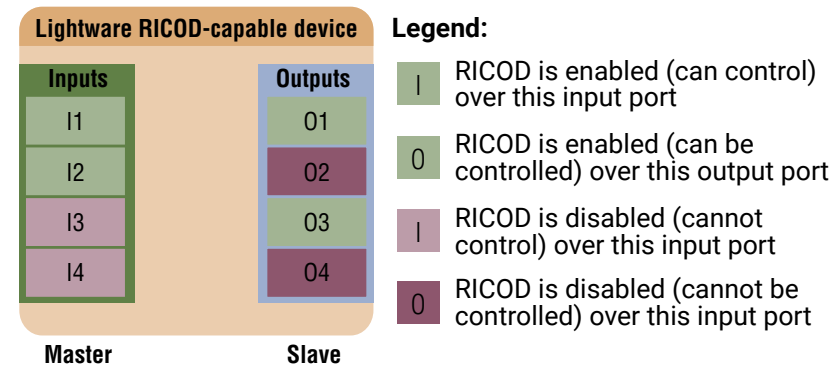 Lightware RICOD-capable device
Inputs
I1
I2
I3
I4
Master
Outputs
O1
O2
O3
O4
Slave
Legend:
I
RICOD is enabled (can control)
over this input port
O
RICOD is enabled (can be
controlled) over this output port
I
RICOD is disabled (cannot
control) over this input port
O
RICOD is disabled (cannot be
controlled) over this input port